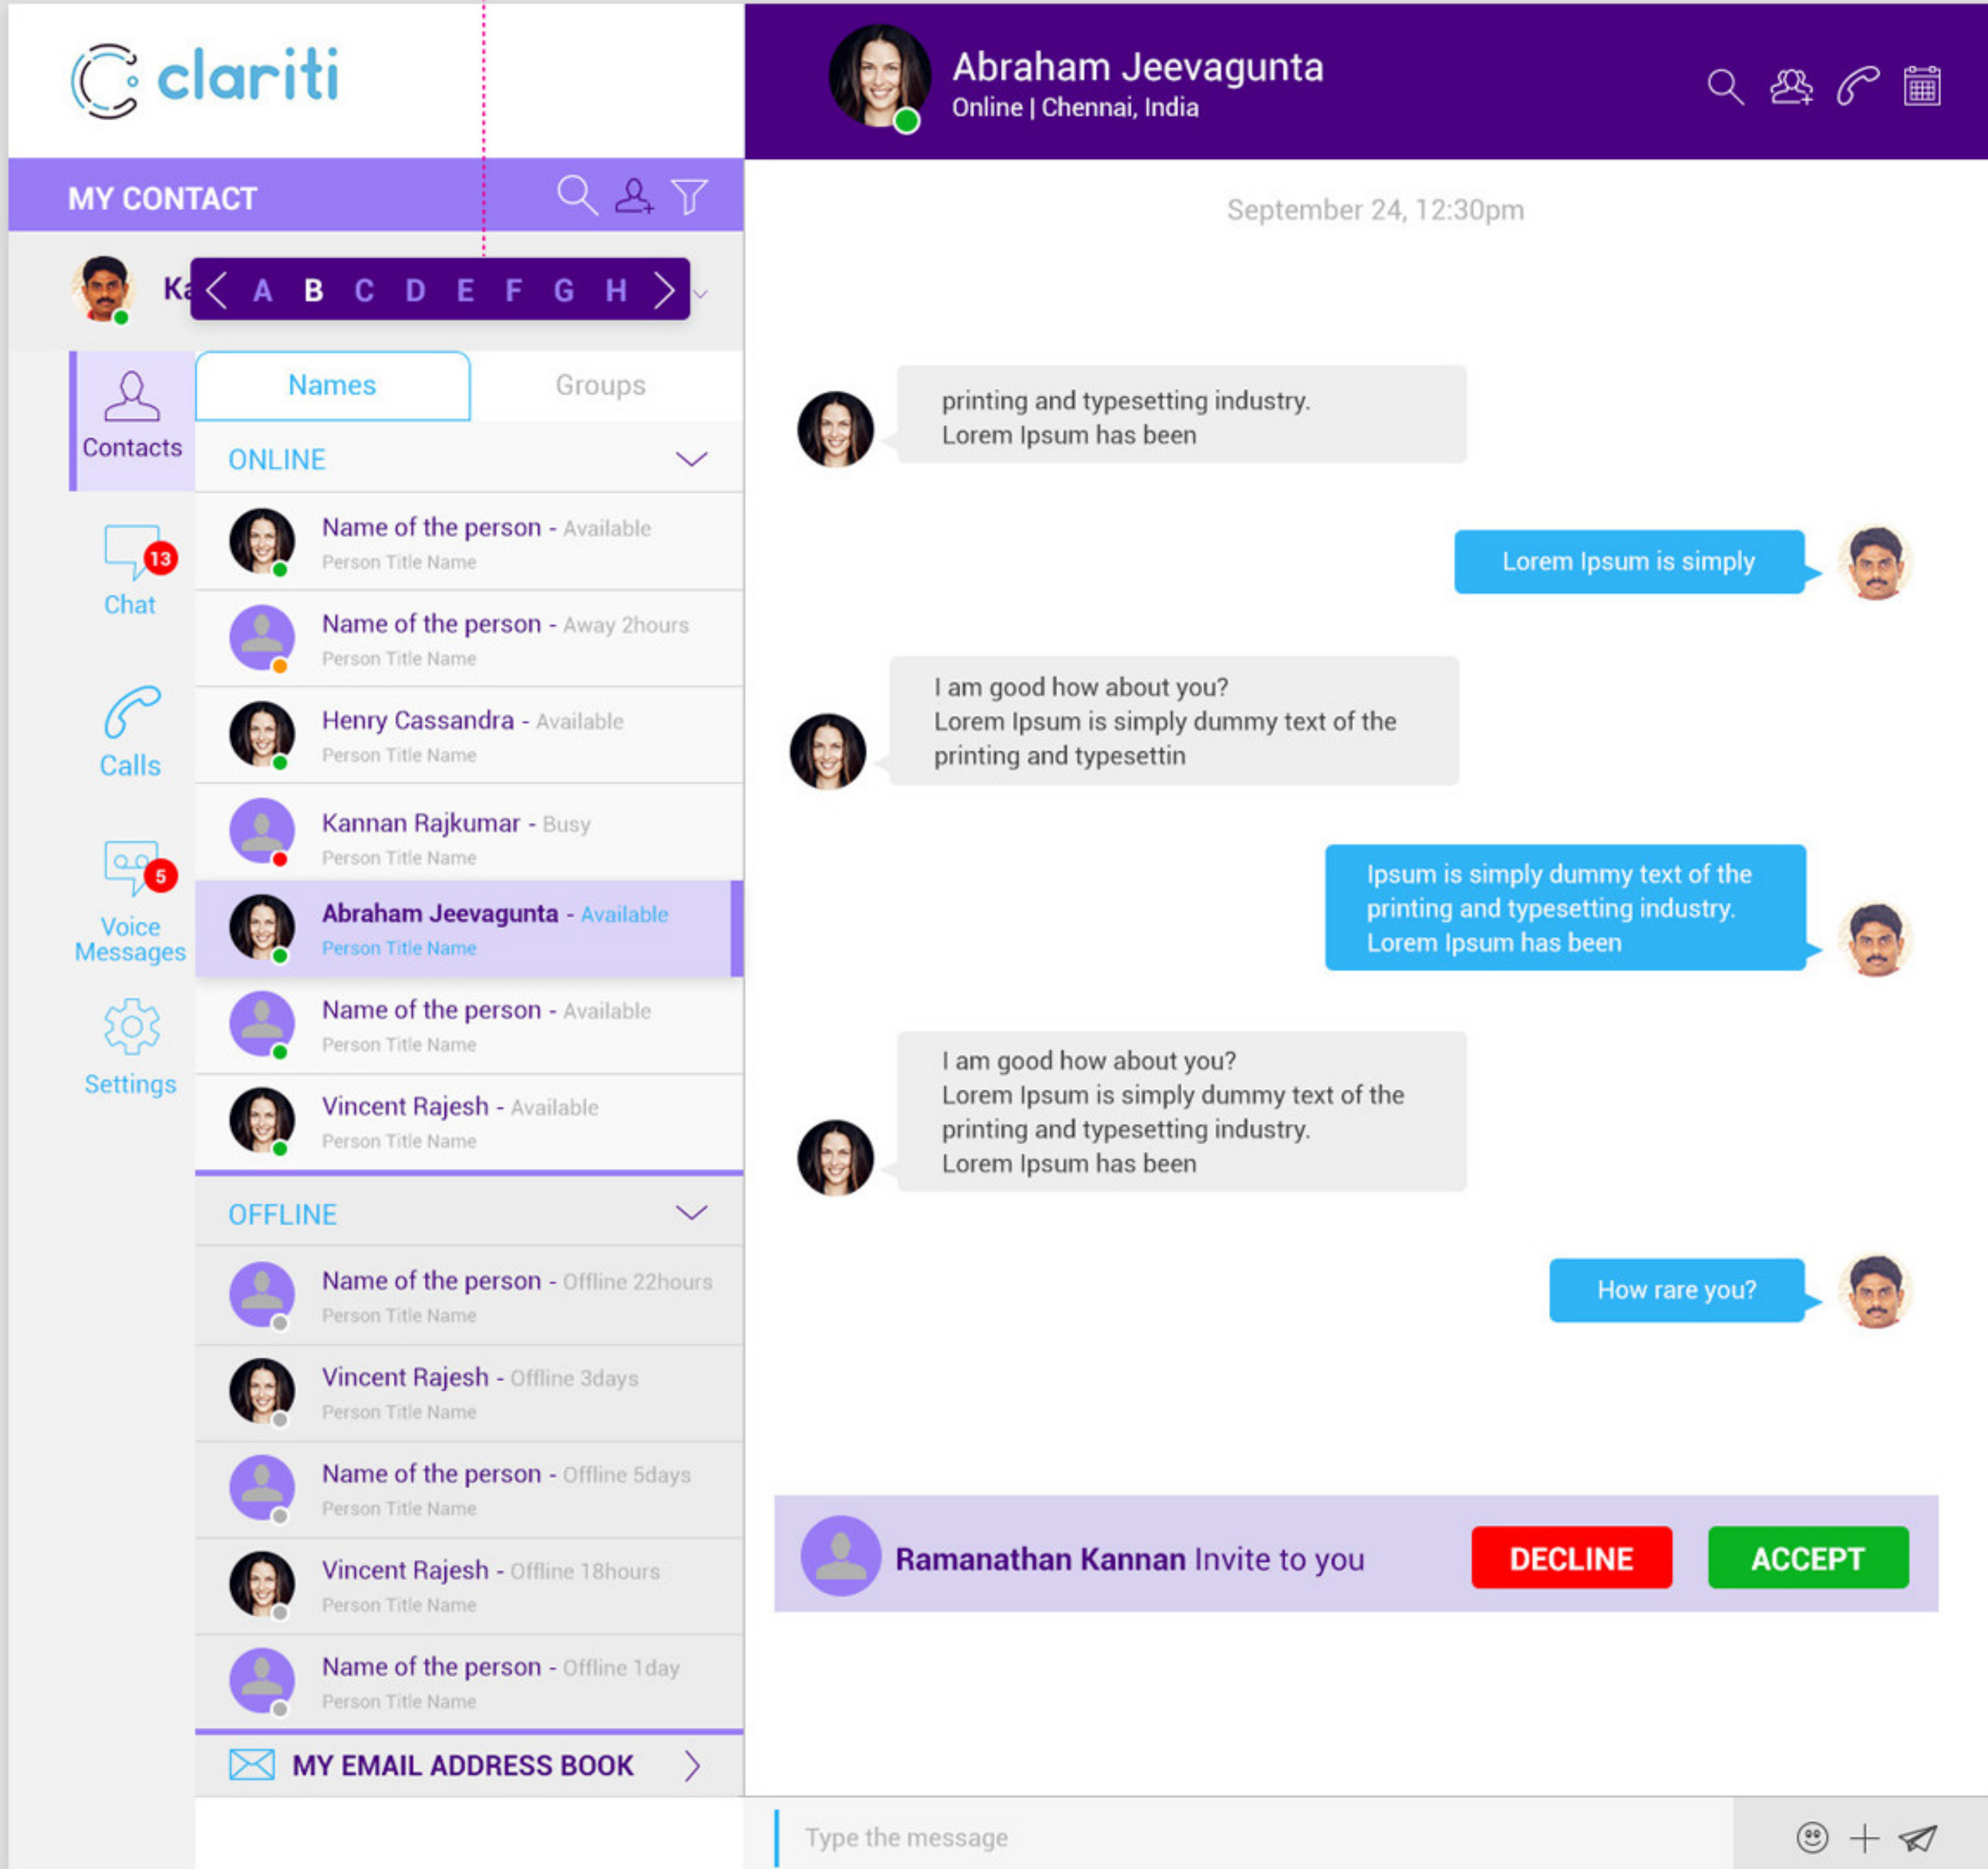 clariti
MY CONTACT
Ka
A B C D E F G H
Contacts
Chat
13
Calls
Voice
Messages
5
Settings
Names
Groups
ONLINE
Name of the person - Available
Person Title Name
Name of the person - Away 2hours
Person Title Name
Henry Cassandra - Available
Person Title Name
Kannan Rajkumar - Busy
Person Title Name
Abraham Jeevagunta - Available
Person Title Name
Name of the person - Available
Person Title Name
Vincent Rajesh - Available
Person Title Name
OFFLINE
Name of the person - Offline 22hours
Person Title Name
Vincent Rajesh - Offline 3days
Person Title Name
Name of the person - Offline 5days
Person Title Name
Vincent Rajesh - Offline 18hours
Person Title Name
Name of the person - Offline 1day
Person Title Name
MY EMAIL ADDRESS BOOK
Abraham Jeevagunta
Online | Chennai, India
September 24, 12:30pm
printing and typesetting industry.
Lorem Ipsum has been
Lorem Ipsum is simply
I am good how about you?
Lorem Ipsum is simply dummy text of the
printing and typesettin
Ipsum is simply dummy text of the
printing and typesetting industry.
Lorem Ipsum has been
I am good how about you?
Lorem Ipsum is simply dummy text of the
printing and typesetting industry.
Lorem Ipsum has been
How rare you?
Ramanathan Kannan Invite to you
DECLINE
ACCEPT
Type the message